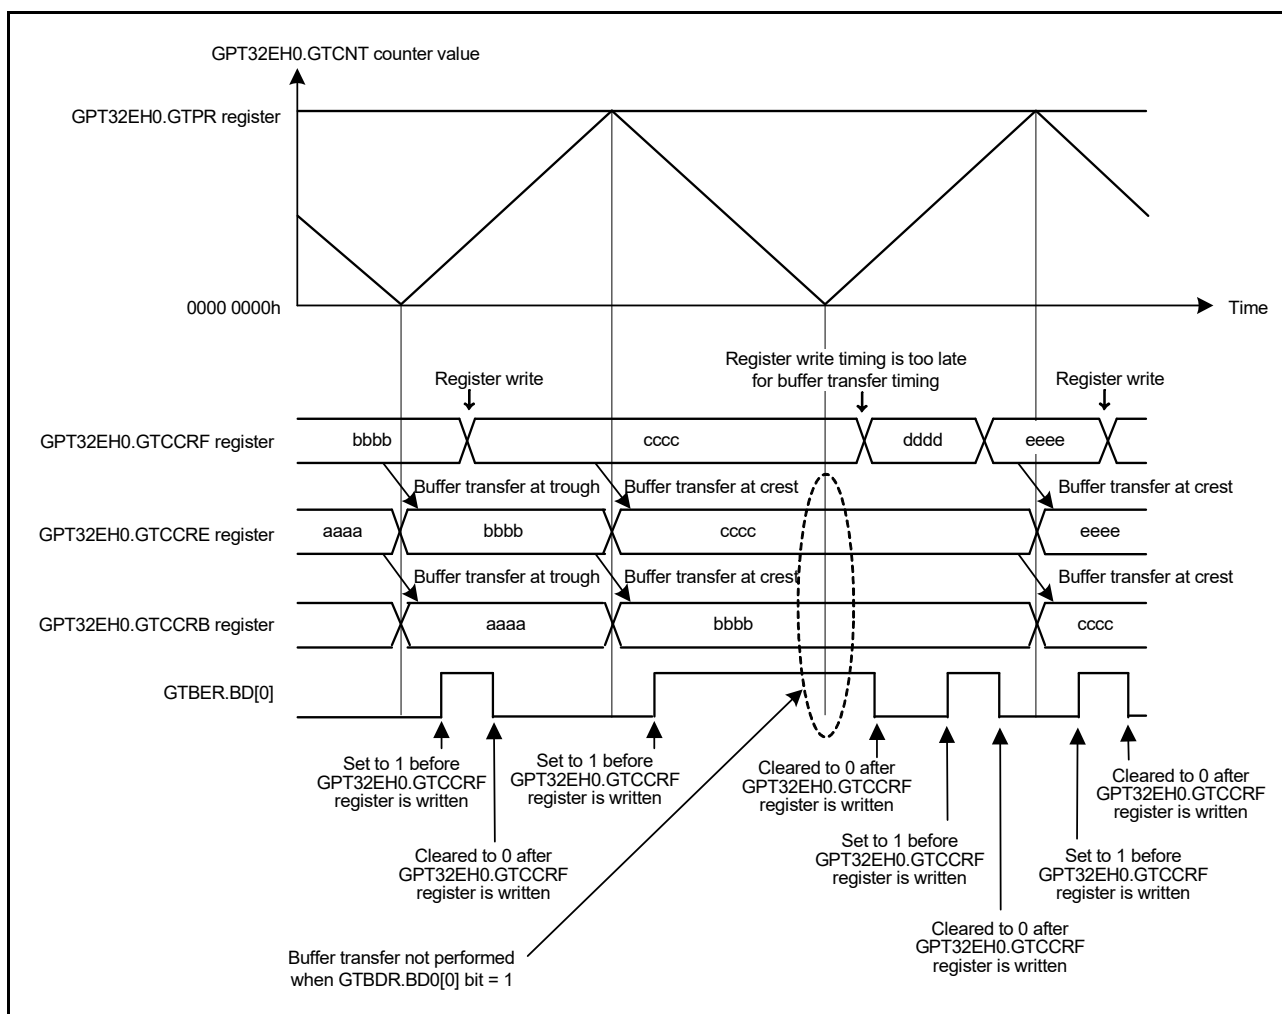 GPT32EH0.GTCNT counter value
GPT32EH0.GTPR register
0000 0000h
Time
Register write
Register write timing is too late
for buffer transfer timing
Register write
GPT32EH0.GTCCRF register
bbbb
cccc
dddd
eeee
Buffer transfer at trough
Buffer transfer at crest
Buffer transfer at crest
GPT32EH0.GTCCRE register
aaaa
bbbb
cccc
eeee
Buffer transfer at trough
Buffer transfer at crest
Buffer transfer at crest
GPT32EH0.GTCCRB register
aaaa
bbbb
cccc
GTBER.BD[0]
Set to 1 before
GPT32EH0.GTCCRF
register is written
Cleared to 0 after
GPT32EH0.GTCCRF
register is written
Set to 1 before
GPT32EH0.GTCCRF
register is written
Cleared to 0 after
GPT32EH0.GTCCRF
register is written
Set to 1 before
GPT32EH0.GTCCRF
register is written
Cleared to 0 after
GPT32EH0.GTCCRF
register is written
Set to 1 before
GPT32EH0.GTCCRF
register is written
Cleared to 0 after
GPT32EH0.GTCCRF
register is written
Buffer transfer not performed
when GTBDR.BD0[0] bit = 1